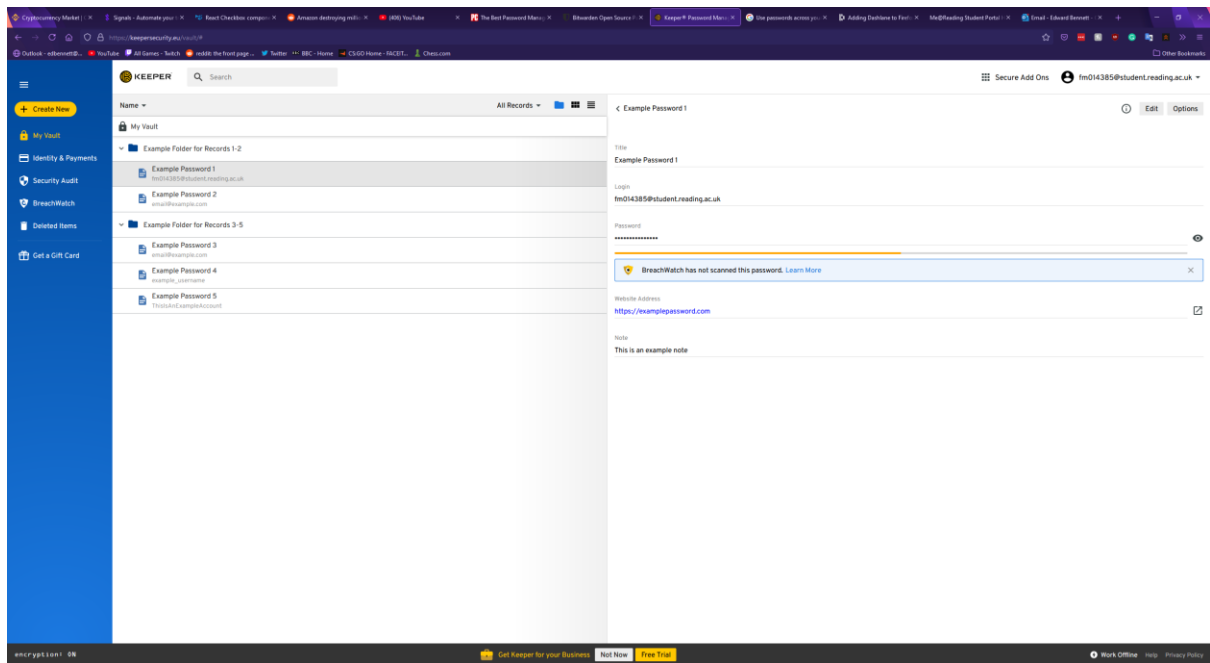 Cryptocurrency Market |
Signals - Automate your
React Checkbox compon
Amazon destroying milli
(408) YouTube
The Best Password Manag
Bitwarden Open Source
Keeper® Password Mana
Use passwords across you
Adding Dashlane to Firef
Me@Reading Student Portal
Email - Edward Bennett -
https://keepersecurity.eu/vault/#
Outlook - edbennett@...
YouTube
All Games - Twitch
reddit: the front page...
Twitter
BBC - Home
CS:GO Home - FACEIT...
Chess.com
Other Bookmarks
KEEPER
Search
Secure Add Ons
fm014385@student.reading.ac.uk
+ Create New
My Vault
Identity & Payments
Security Audit
BreachWatch
Deleted Items
Get a Gift Card
Name
All Records
My Vault
Example Folder for Records 1-2
Example Password 1
fm014385@student.reading.ac.uk
Example Password 2
email@example.com
Example Folder for Records 3-5
Example Password 3
email@example.com
Example Password 4
example_username
Example Password 5
ThisIsAnExampleAccount
Example Password 1
Edit
Options
Title
Example Password 1
Login
fm014385@student.reading.ac.uk
Password
BreachWatch has not scanned this password. Learn More
Website Address
https://examplepassword.com
Note
This is an example note
encryption: ON
Get Keeper for your Business
Not Now
Free Trial
Work Offline
Help
Privacy Policy